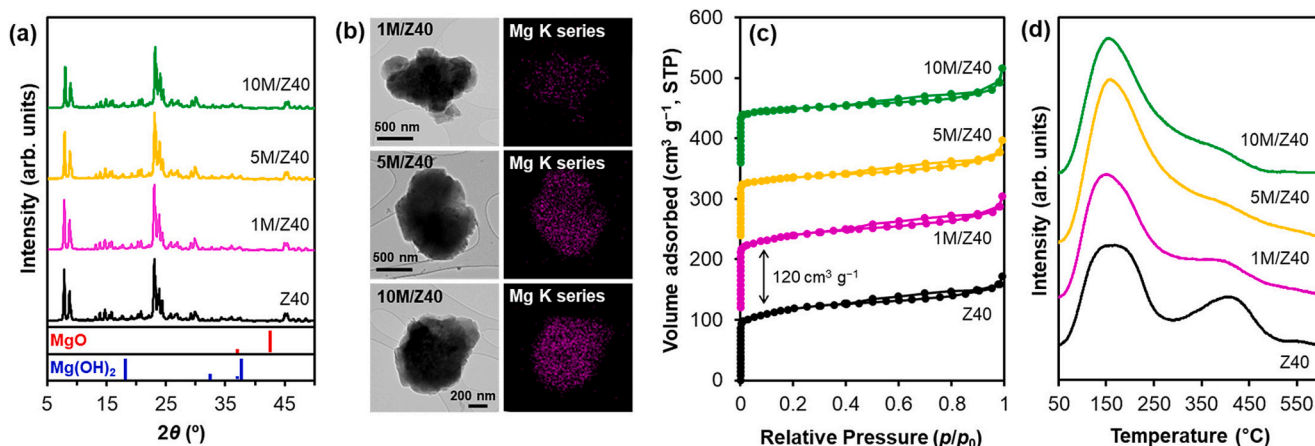 (a)
Intensity (arb. units)
10M/Z40
5M/Z40
1M/Z40
Z40
MgO
Mg(OH)₂
5 15 25 35 45
2θ (º)
(b)
1M/Z40
Mg K series
500 nm
5M/Z40
Mg K series
500 nm
10M/Z40
Mg K series
200 nm
(c)
Volume adsorbed (cm³ g⁻¹, STP)
600
500
400
300
200
100
0
10M/Z40
5M/Z40
1M/Z40
120 cm³ g⁻¹
Z40
0 0.2 0.4 0.6 0.8 1
Relative Pressure (p/p₀)
(d)
Intensity (arb. units)
10M/Z40
5M/Z40
1M/Z40
Z40
50 150 250 350 450 550
Temperature (°C)